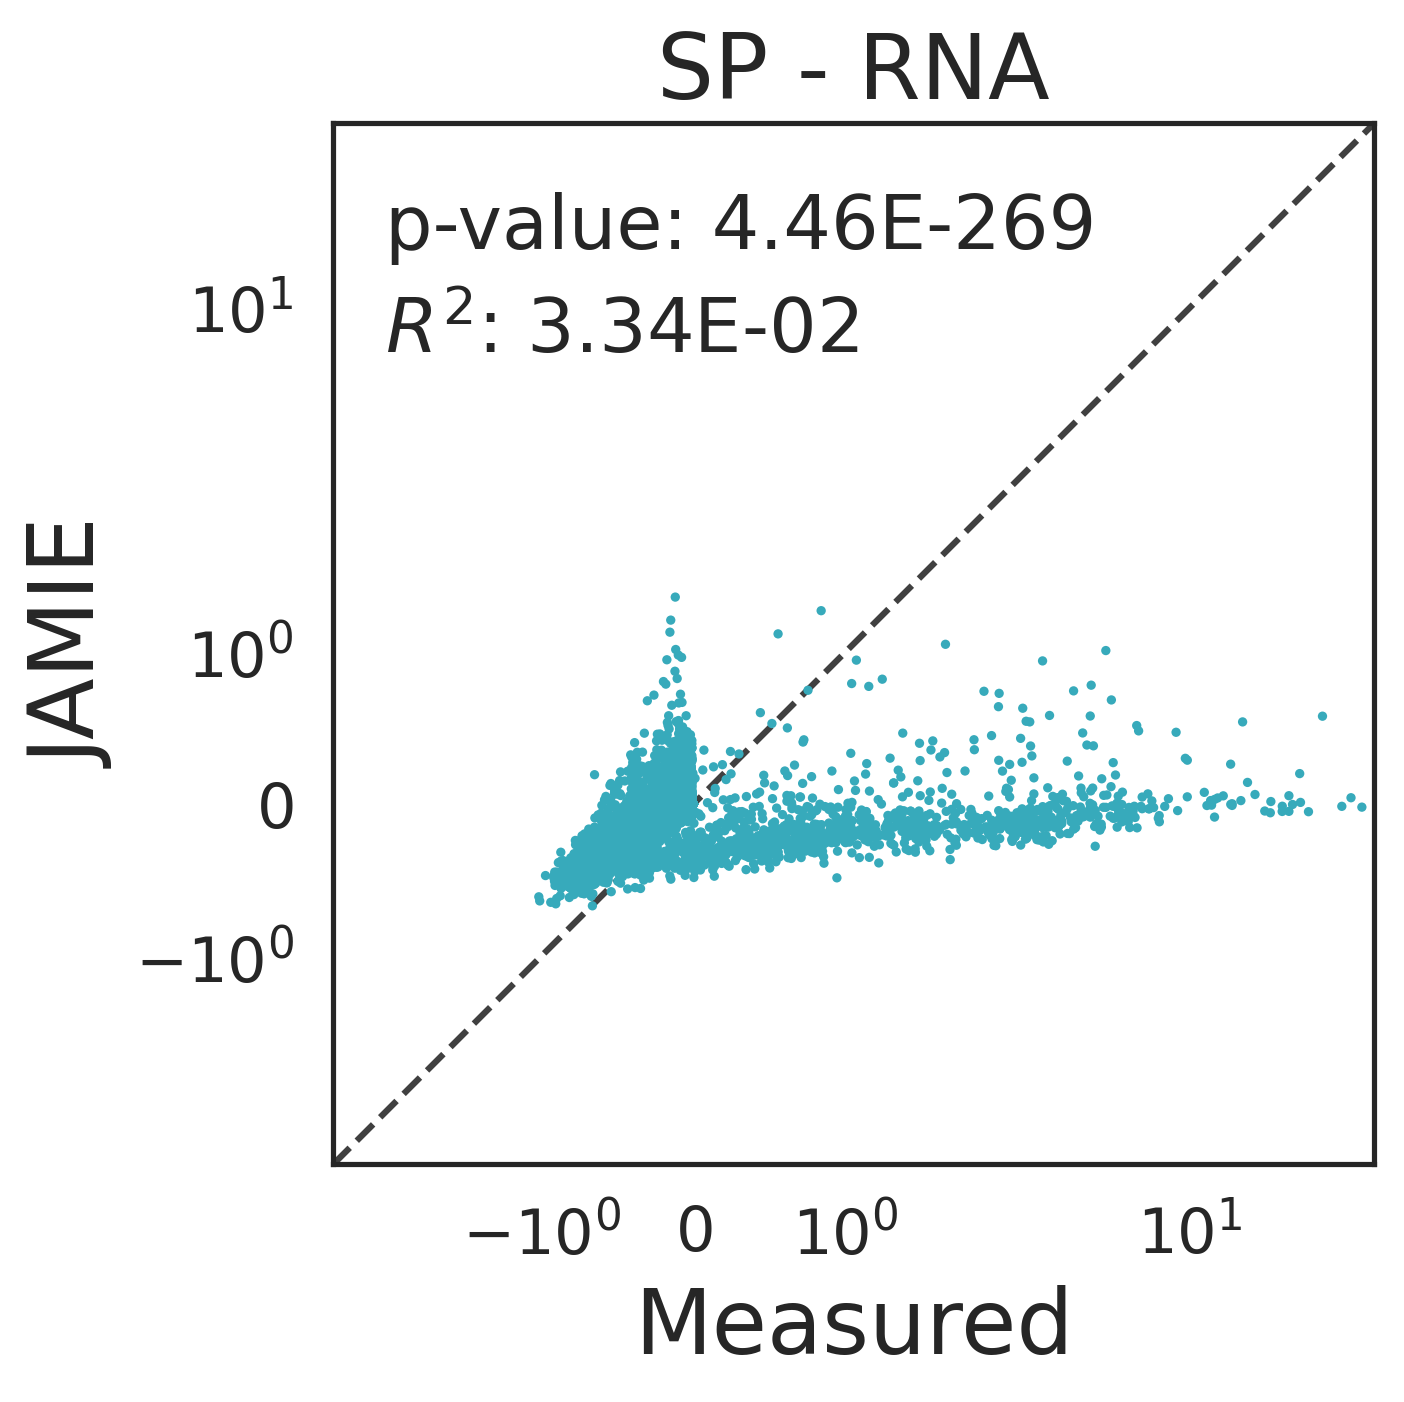 SP - RNA
p-value: 4.46E-269
R²: 3.34E-02
JAMIE
10¹
10⁰
0
−10⁰
−10⁰ 0 10⁰ 10¹
Measured